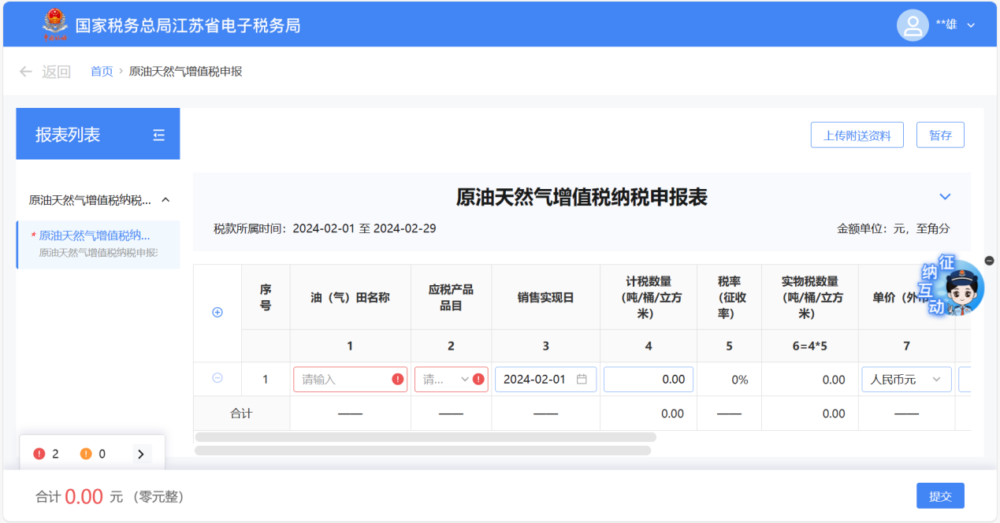 国家税务总局江苏省电子税务局
**雄
返回 首页 › 原油天然气增值税申报
报表列表
上传附送资料 暂存
原油天然气增值税纳税...
* 原油天然气增值税纳...
原油天然气增值税纳税申报
原油天然气增值税纳税申报表
税款所属时间：2024-02-01 至 2024-02-29
金额单位：元，至角分
征纳互动
序号
油（气）田名称
应税产品品目
销售实现日
计税数量（吨/桶/立方米）
税率（征收率）
实物税数量（吨/桶/立方米）
单价（外币
1 2 3 4 5 6=4*5 7
1 请输入 请... 2024-02-01 0.00 0% 0.00 人民币元
合计 —— —— —— 0.00 —— 0.00 ——
2 0
合计 0.00 元 （零元整）
提交